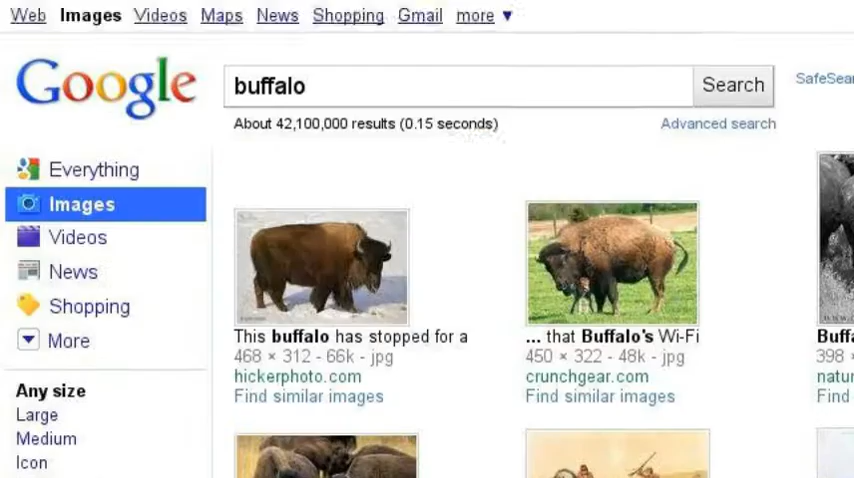 Web Images Videos Maps News Shopping Gmail more ▼
Google
buffalo
Search
About 42,100,000 results (0.15 seconds)
Advanced search
Everything
Images
Videos
News
Shopping
More
Any size
Large
Medium
Icon
This buffalo has stopped for a
468 × 312 - 66k - jpg
hickerphoto.com
Find similar images
... that Buffalo's Wi-Fi
450 × 322 - 48k - jpg
crunchgear.com
Find similar images
398 ×
Find